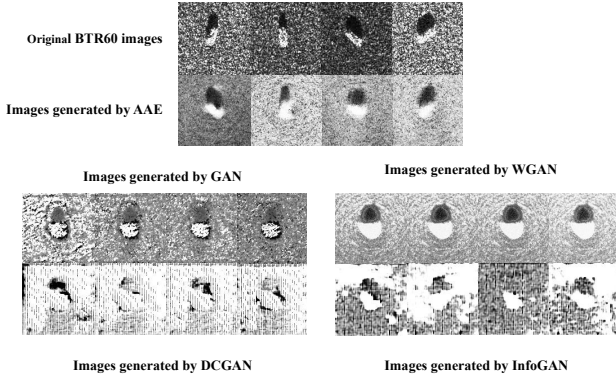 Original BTR60 images
Images generated by AAE
Images generated by GAN
Images generated by WGAN
Images generated by DCGAN
Images generated by InfoGAN